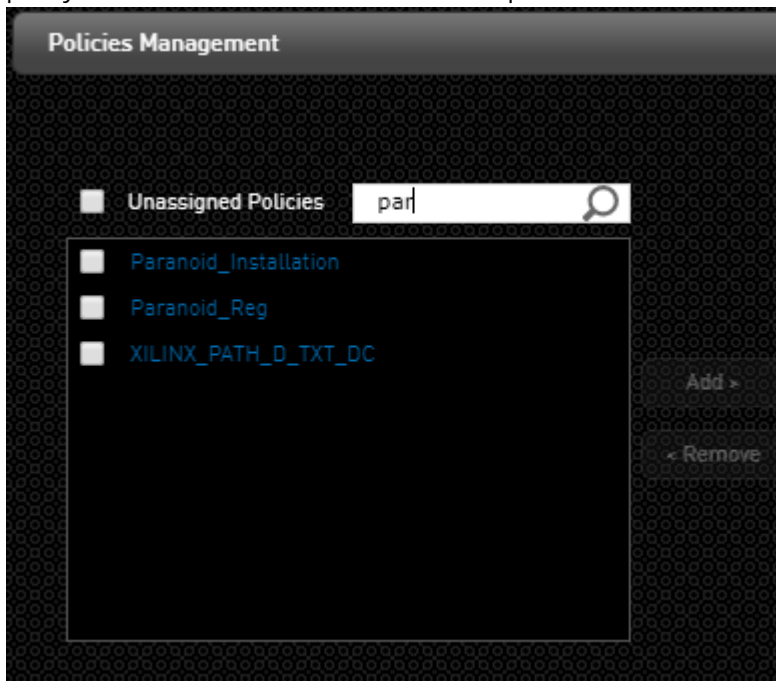 Policies Management
Unassigned Policies par
Paranoid_Installation
Paranoid_Reg
XILINX_PATH_D_TXT_DC
Add >
< Remove